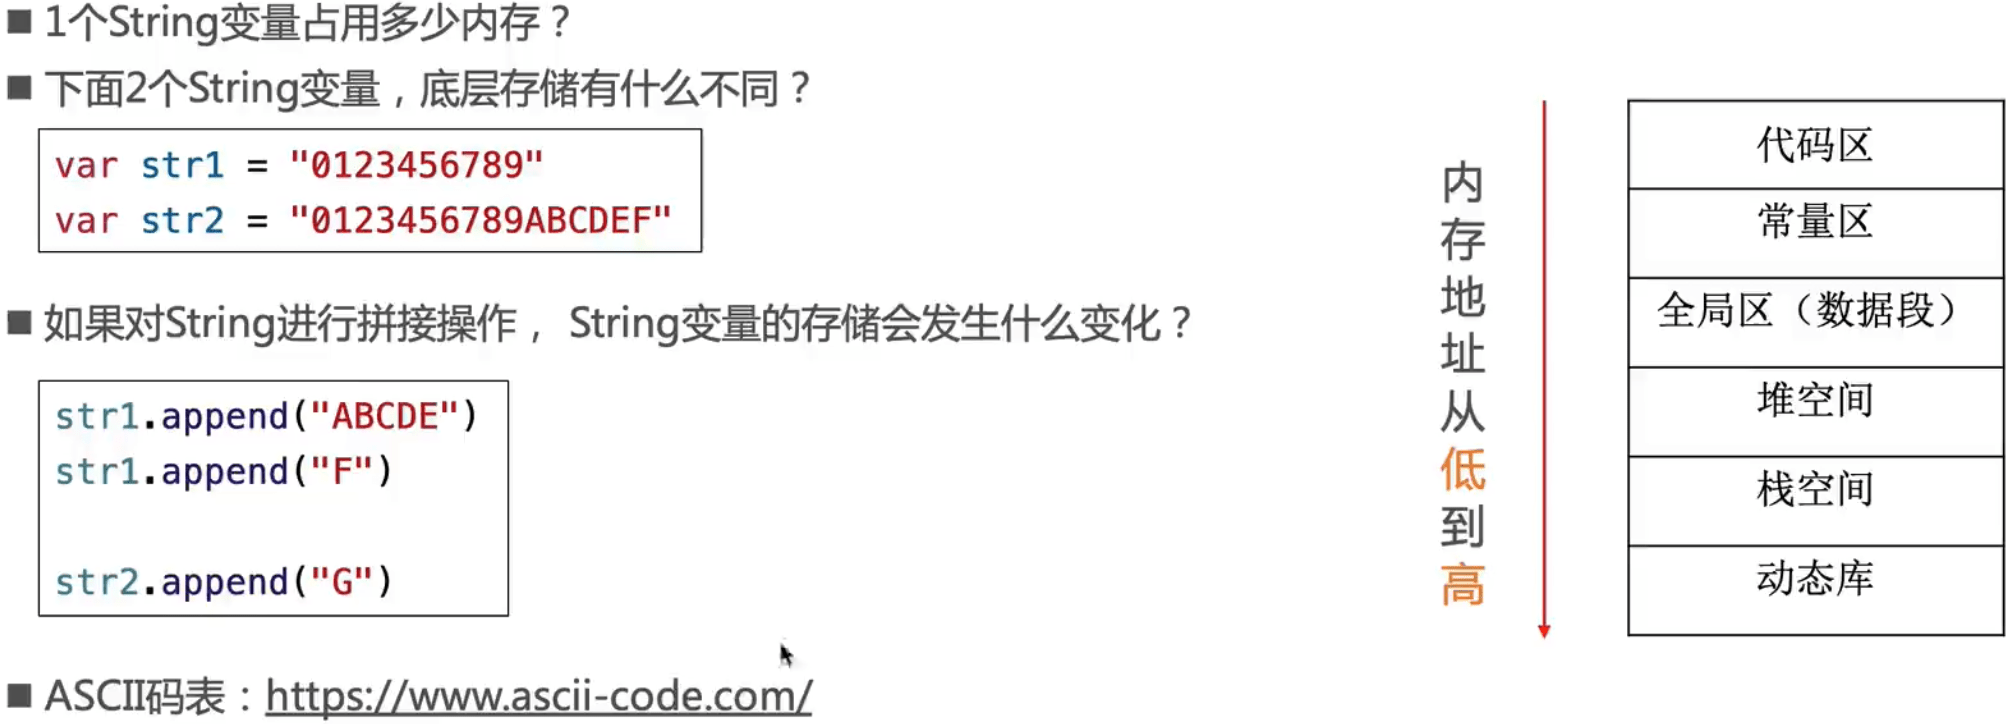 ■ 1个String变量占用多少内存？
■ 下面2个String变量，底层存储有什么不同？
var str1 = "0123456789"
var str2 = "0123456789ABCDEF"
■ 如果对String进行拼接操作， String变量的存储会发生什么变化？
str1.append("ABCDE")
str1.append("F")
str2.append("G")
■ ASCII码表：https://www.ascii-code.com/
内存地址从低到高
代码区
常量区
全局区（数据段）
堆空间
栈空间
动态库